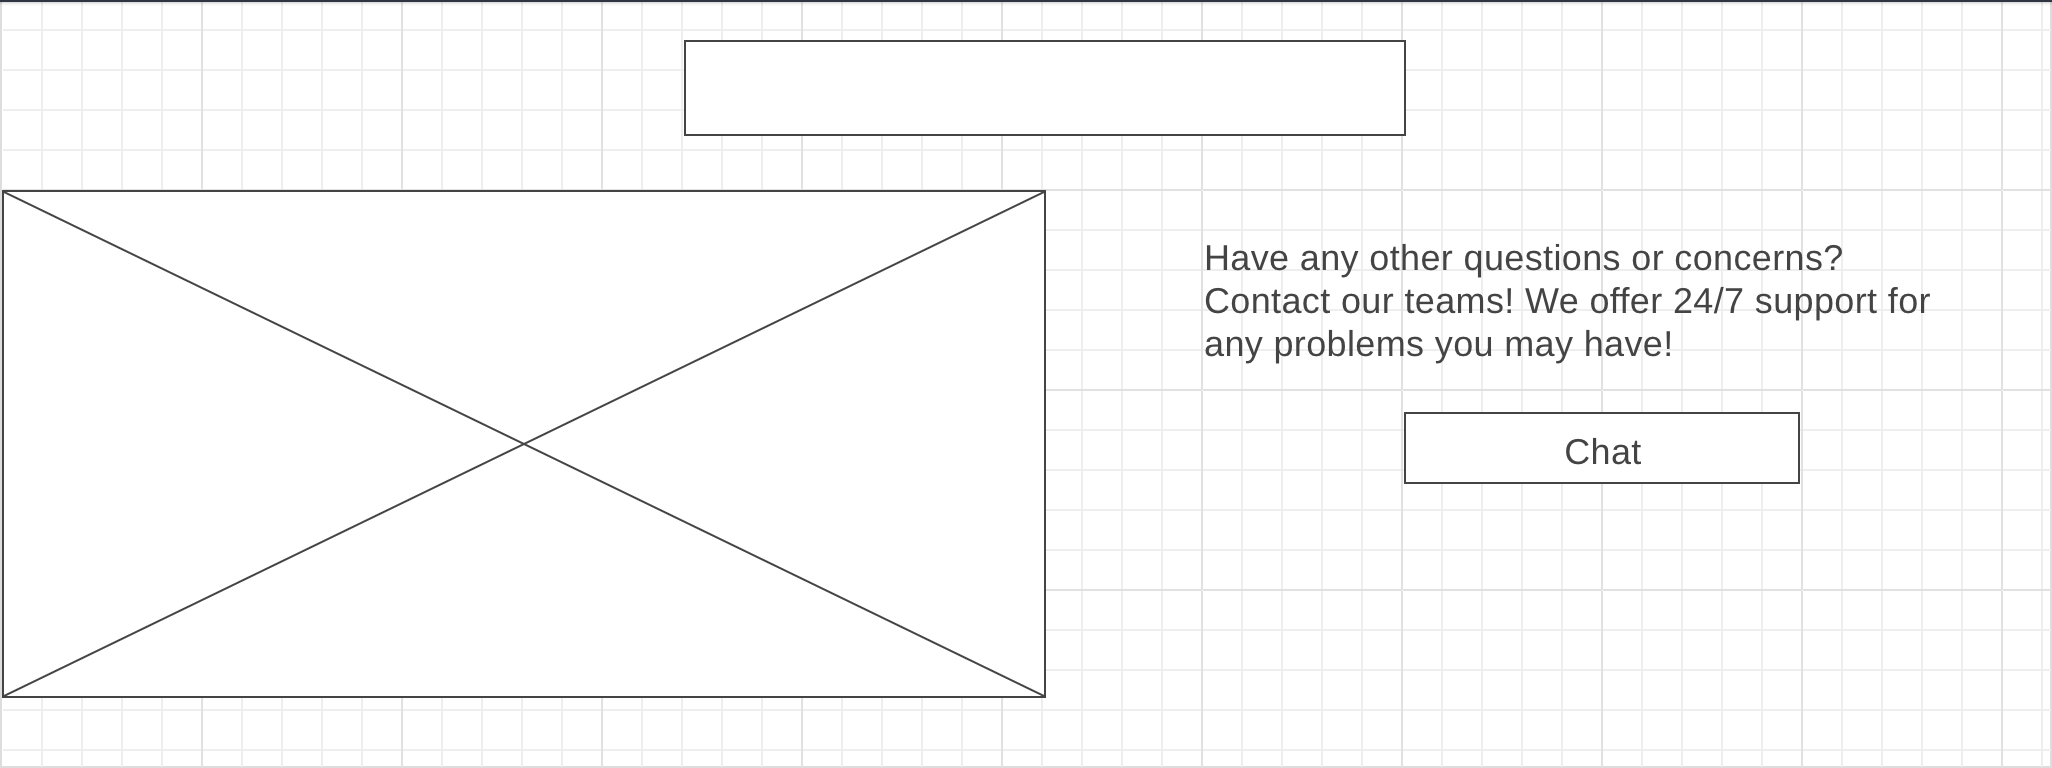 Have any other questions or concerns?
Contact our teams! We offer 24/7 support for
any problems you may have!
Chat